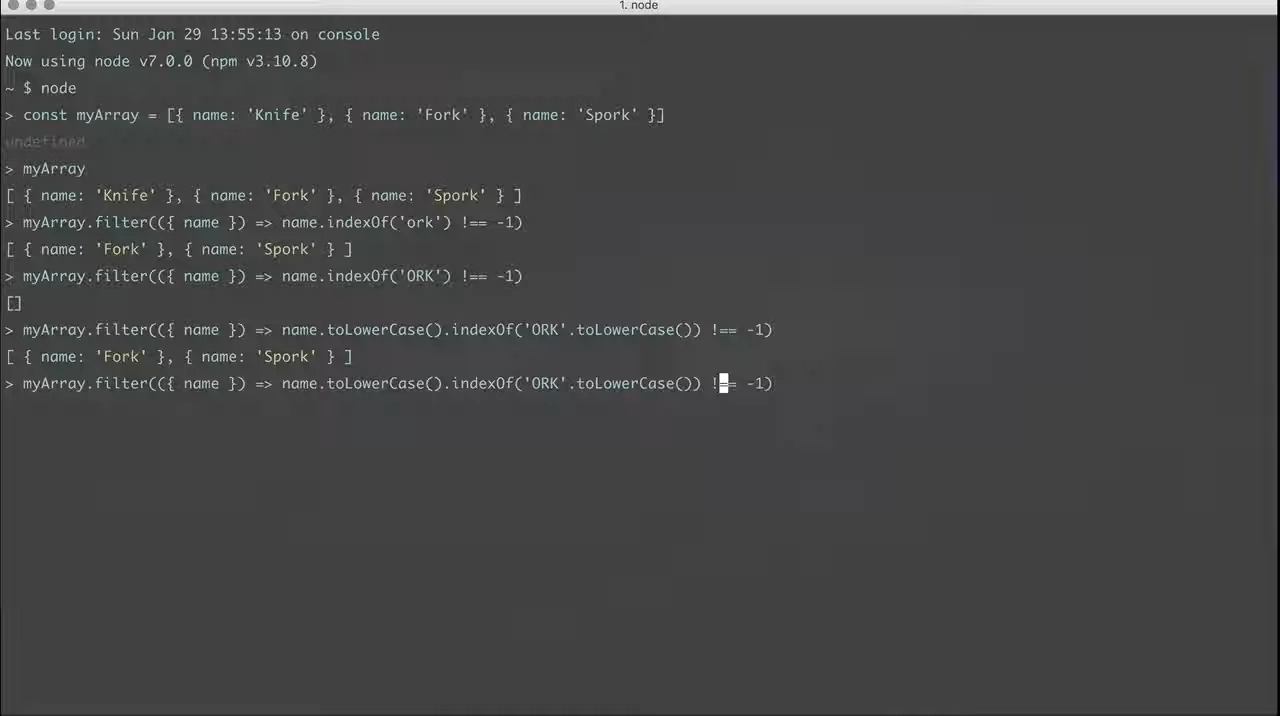 1. node
Last login: Sun Jan 29 13:55:13 on console
Now using node v7.0.0 (npm v3.10.8)
~ $ node
> const myArray = [{ name: 'Knife' }, { name: 'Fork' }, { name: 'Spork' }]
undefined
> myArray
[ { name: 'Knife' }, { name: 'Fork' }, { name: 'Spork' } ]
> myArray.filter(({ name }) => name.indexOf('ork') !== -1)
[ { name: 'Fork' }, { name: 'Spork' } ]
> myArray.filter(({ name }) => name.indexOf('ORK') !== -1)
[]
> myArray.filter(({ name }) => name.toLowerCase().indexOf('ORK'.toLowerCase()) !== -1)
[ { name: 'Fork' }, { name: 'Spork' } ]
> myArray.filter(({ name }) => name.toLowerCase().indexOf('ORK'.toLowerCase()) !== -1)